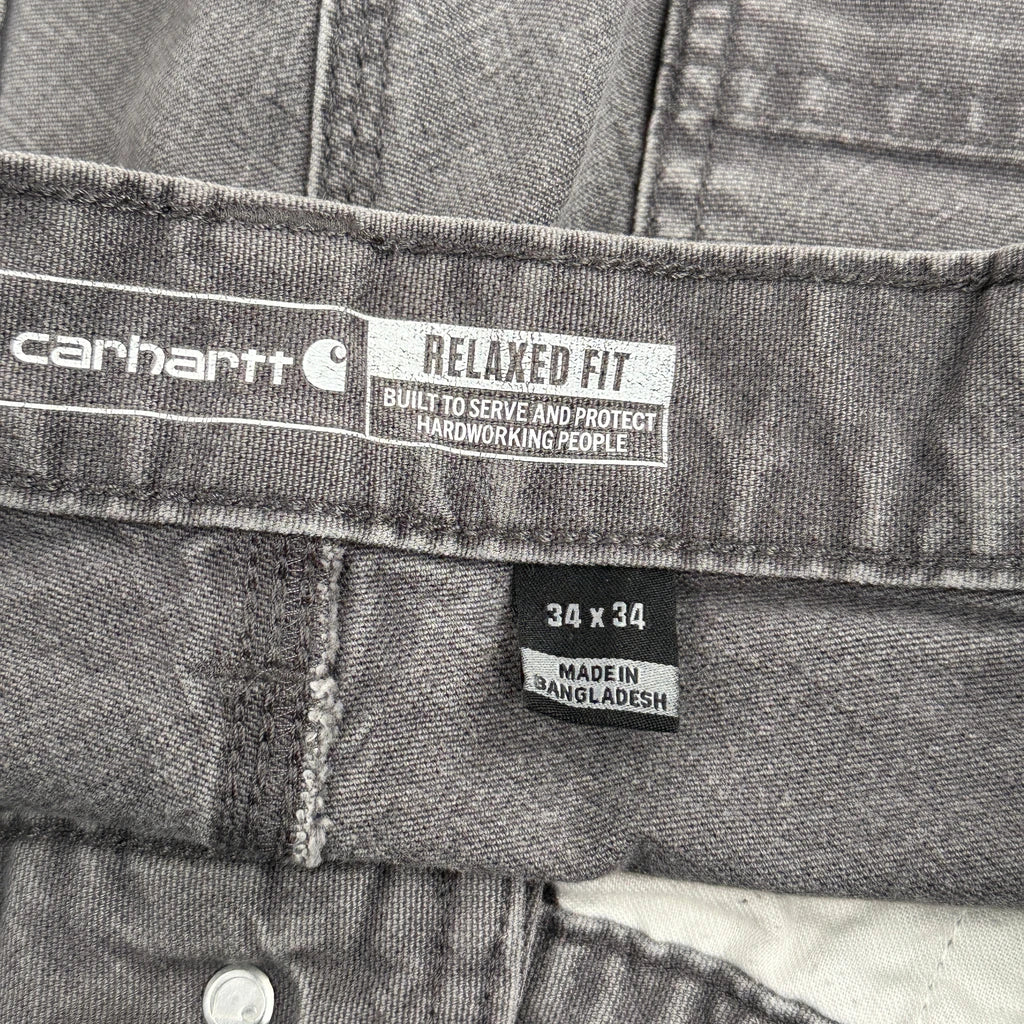 carhartt
RELAXED FIT
BUILT TO SERVE AND PROTECT
HARDWORKING PEOPLE
34 x 34
MADE IN
BANGLADESH